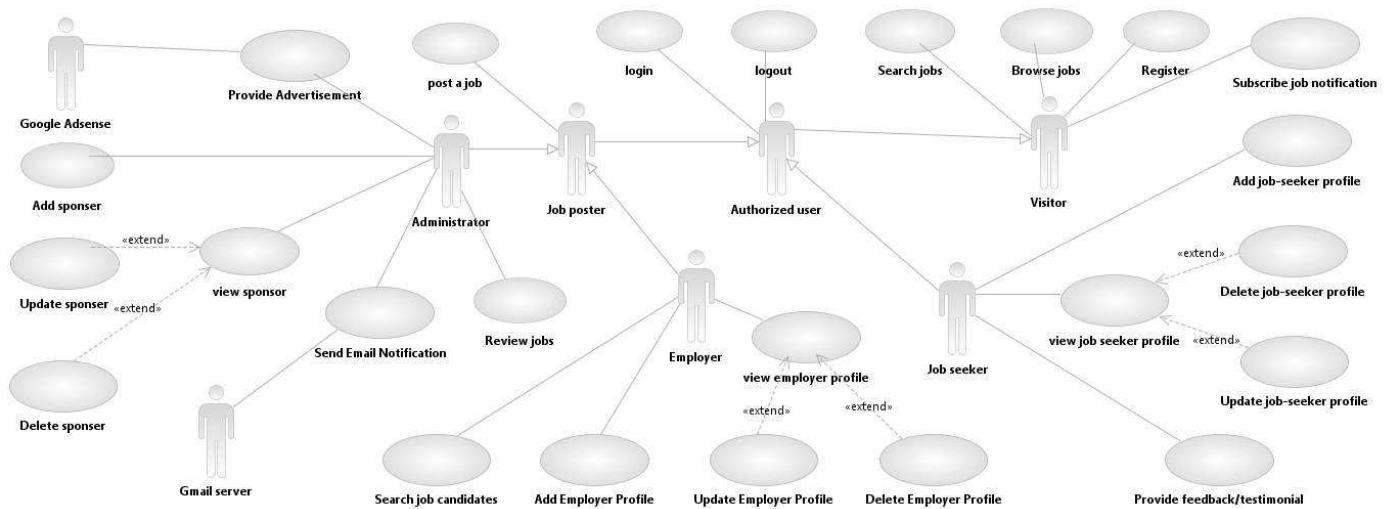 login
logout
Search jobs
Browse jobs
Register
Subscribe job notification
post a job
Provide Advertisement
Google Adsense
Add sponser
Administrator
Job poster
Authorized user
Visitor
Add job-seeker profile
«extend»
Update sponser
view sponsor
«extend»
«extend»
Delete job-seeker profile
Send Email Notification
Review jobs
Employer
view employer profile
Job seeker
view job seeker profile
«extend»
Update job-seeker profile
Delete sponser
«extend»
«extend»
Gmail server
Search job candidates
Add Employer Profile
Update Employer Profile
Delete Employer Profile
Provide feedback/testimonial